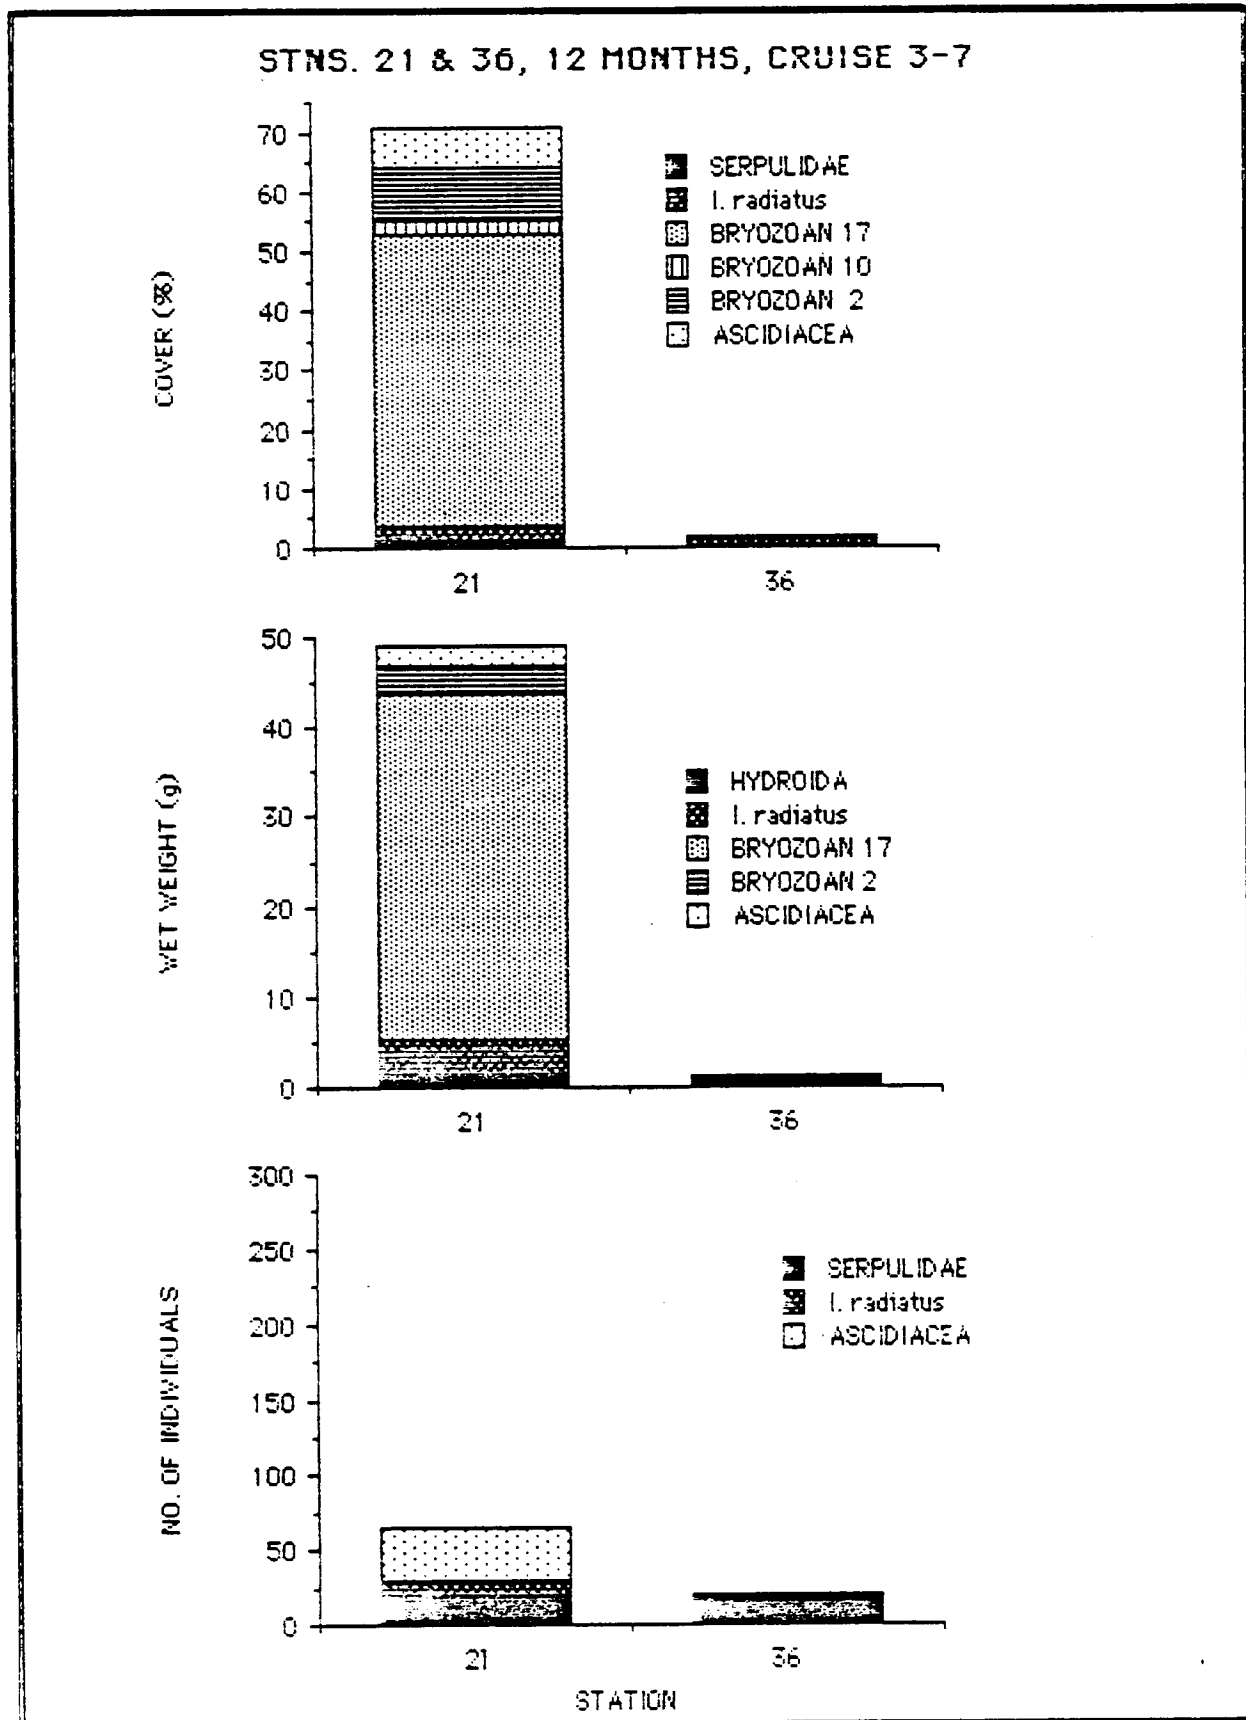 STNS. 21 & 36, 12 MONTHS, CRUISE 3-7
COVER (%)
70
60
50
40
30
20
10
0
21
36
SERPULIDAE
I. radiatus
BRYOZOAN 17
BRYOZOAN 10
BRYOZOAN 2
ASCIDIACEA
WET WEIGHT (g)
50
40
30
20
10
0
21
36
HYDROIDA
I. radiatus
BRYOZOAN 17
BRYOZOAN 2
ASCIDIACEA
NO. OF INDIVIDUALS
300
250
200
150
100
50
0
21
36
SERPULIDAE
I. radiatus
ASCIDIACEA
STATION